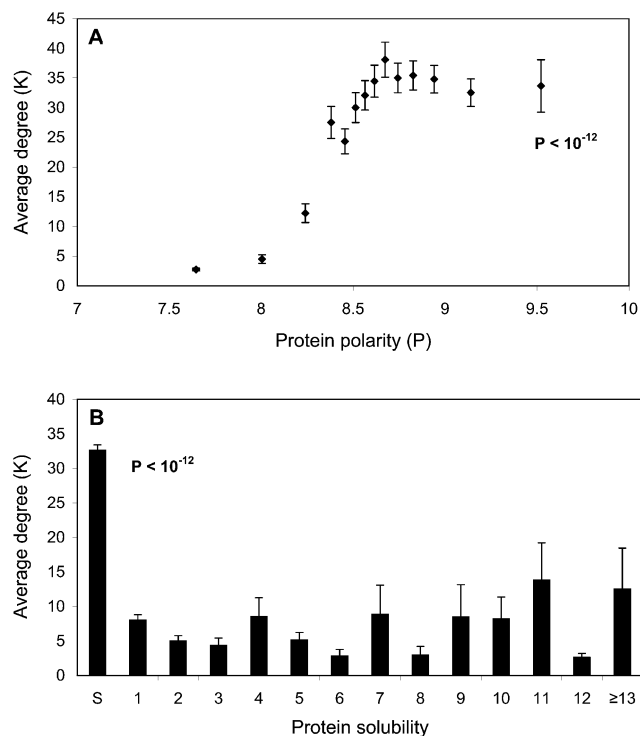 A
Average degree (K)
45
40
35
30
25
20
15
10
5
0
P < 10⁻¹²
7 7.5 8 8.5 9 9.5 10
Protein polarity (P)
B
Average degree (K)
40
35
30
25
20
15
10
5
0
P < 10⁻¹²
S 1 2 3 4 5 6 7 8 9 10 11 12 ≥13
Protein solubility